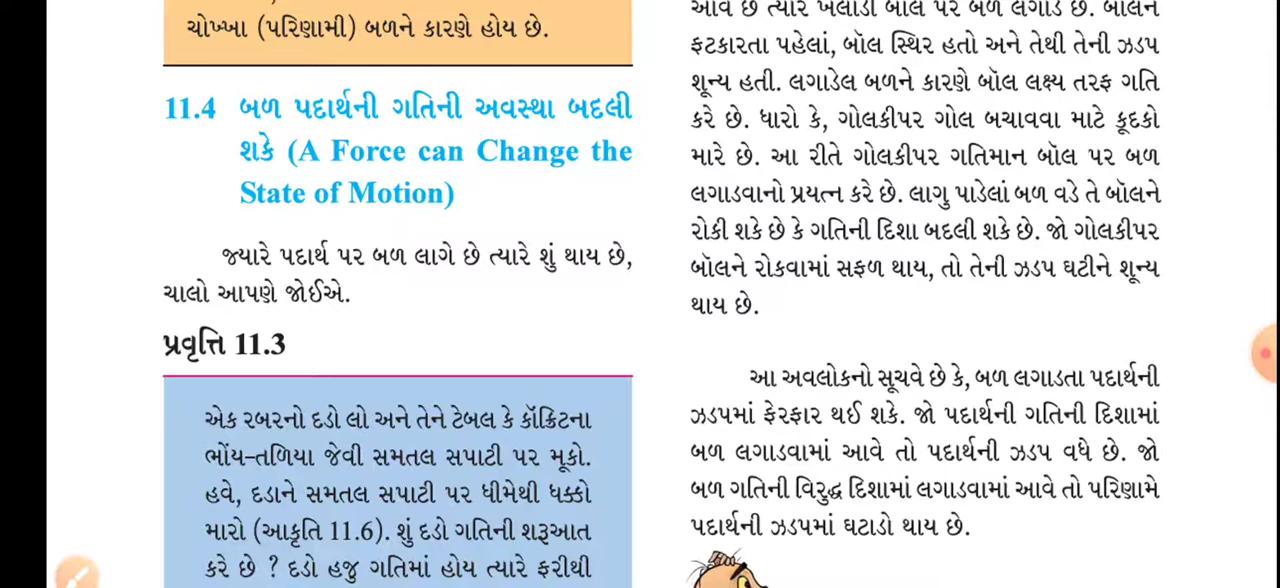 ચોખ્ખા (પરિણામી) બળને કારણે હોય છે.
11.4 બળ પદાર્થની ગતિની અવસ્થા બદલી
શકે (A Force can Change the
State of Motion)
જ્યારે પદાર્થ પર બળ લાગે છે ત્યારે શું થાય છે,
ચાલો આપણે જોઈએ.
પ્રવૃત્તિ 11.3
એક રબરનો દડો લો અને તેને ટેબલ કે કૉંક્રિટના
ભોંય-તળિયા જેવી સમતલ સપાટી પર મૂકો.
હવે, દડાને સમતલ સપાટી પર ધીમેથી ધક્કો
મારો (આકૃતિ 11.6). શું દડો ગતિની શરૂઆત
કરે છે ? દડો હજુ ગતિમાં હોય ત્યારે ફરીથી
આવે છે ત્યારે ખેલાડી બૉલ પર બળ લગાડે છે. બૉલને
ફટકારતા પહેલાં, બૉલ સ્થિર હતો અને તેથી તેની ઝડપ
શૂન્ય હતી. લગાડેલ બળને કારણે બૉલ લક્ષ્ય તરફ ગતિ
કરે છે. ધારો કે, ગોલકીપર ગોલ બચાવવા માટે કૂદકો
મારે છે. આ રીતે ગોલકીપર ગતિમાન બૉલ પર બળ
લગાડવાનો પ્રયત્ન કરે છે. લાગુ પાડેલાં બળ વડે તે બૉલને
રોકી શકે છે કે ગતિની દિશા બદલી શકે છે. જો ગોલકીપર
બૉલને રોકવામાં સફળ થાય, તો તેની ઝડપ ઘટીને શૂન્ય
થાય છે.
આ અવલોકનો સૂચવે છે કે, બળ લગાડતા પદાર્થની
ઝડપમાં ફેરફાર થઈ શકે. જો પદાર્થની ગતિની દિશામાં
બળ લગાડવામાં આવે તો પદાર્થની ઝડપ વધે છે. જો
બળ ગતિની વિરુદ્ધ દિશામાં લગાડવામાં આવે તો પરિણામે
પદાર્થની ઝડપમાં ઘટાડો થાય છે.